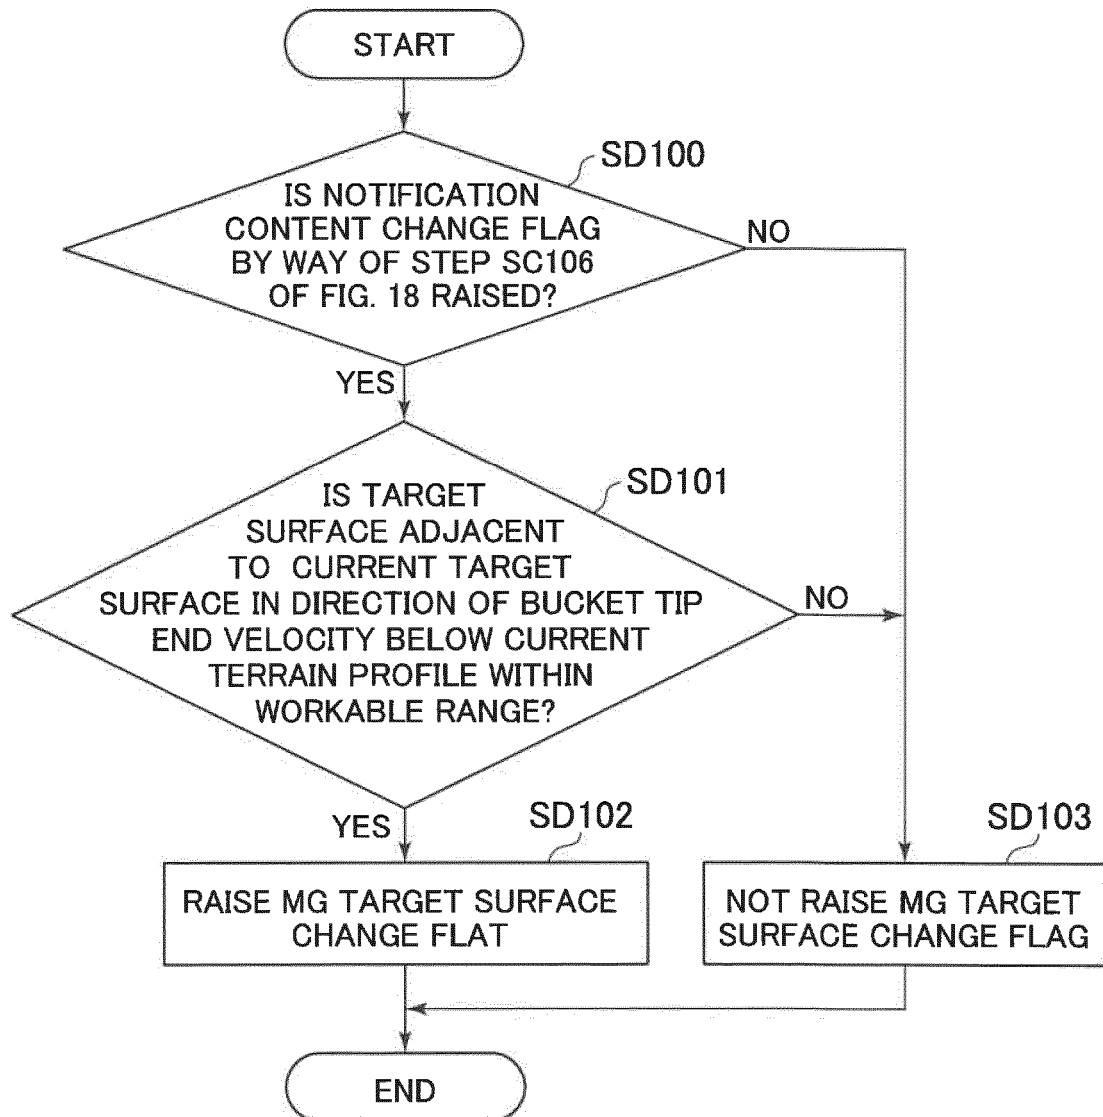 START
SD100
IS NOTIFICATION
CONTENT CHANGE FLAG
BY WAY OF STEP SC106
OF FIG. 18 RAISED?
NO
YES
SD101
IS TARGET
SURFACE ADJACENT
TO CURRENT TARGET
SURFACE IN DIRECTION OF BUCKET TIP
END VELOCITY BELOW CURRENT
TERRAIN PROFILE WITHIN
WORKABLE RANGE?
NO
YES
SD102
RAISE MG TARGET SURFACE
CHANGE FLAT
SD103
NOT RAISE MG TARGET
SURFACE CHANGE FLAG
END